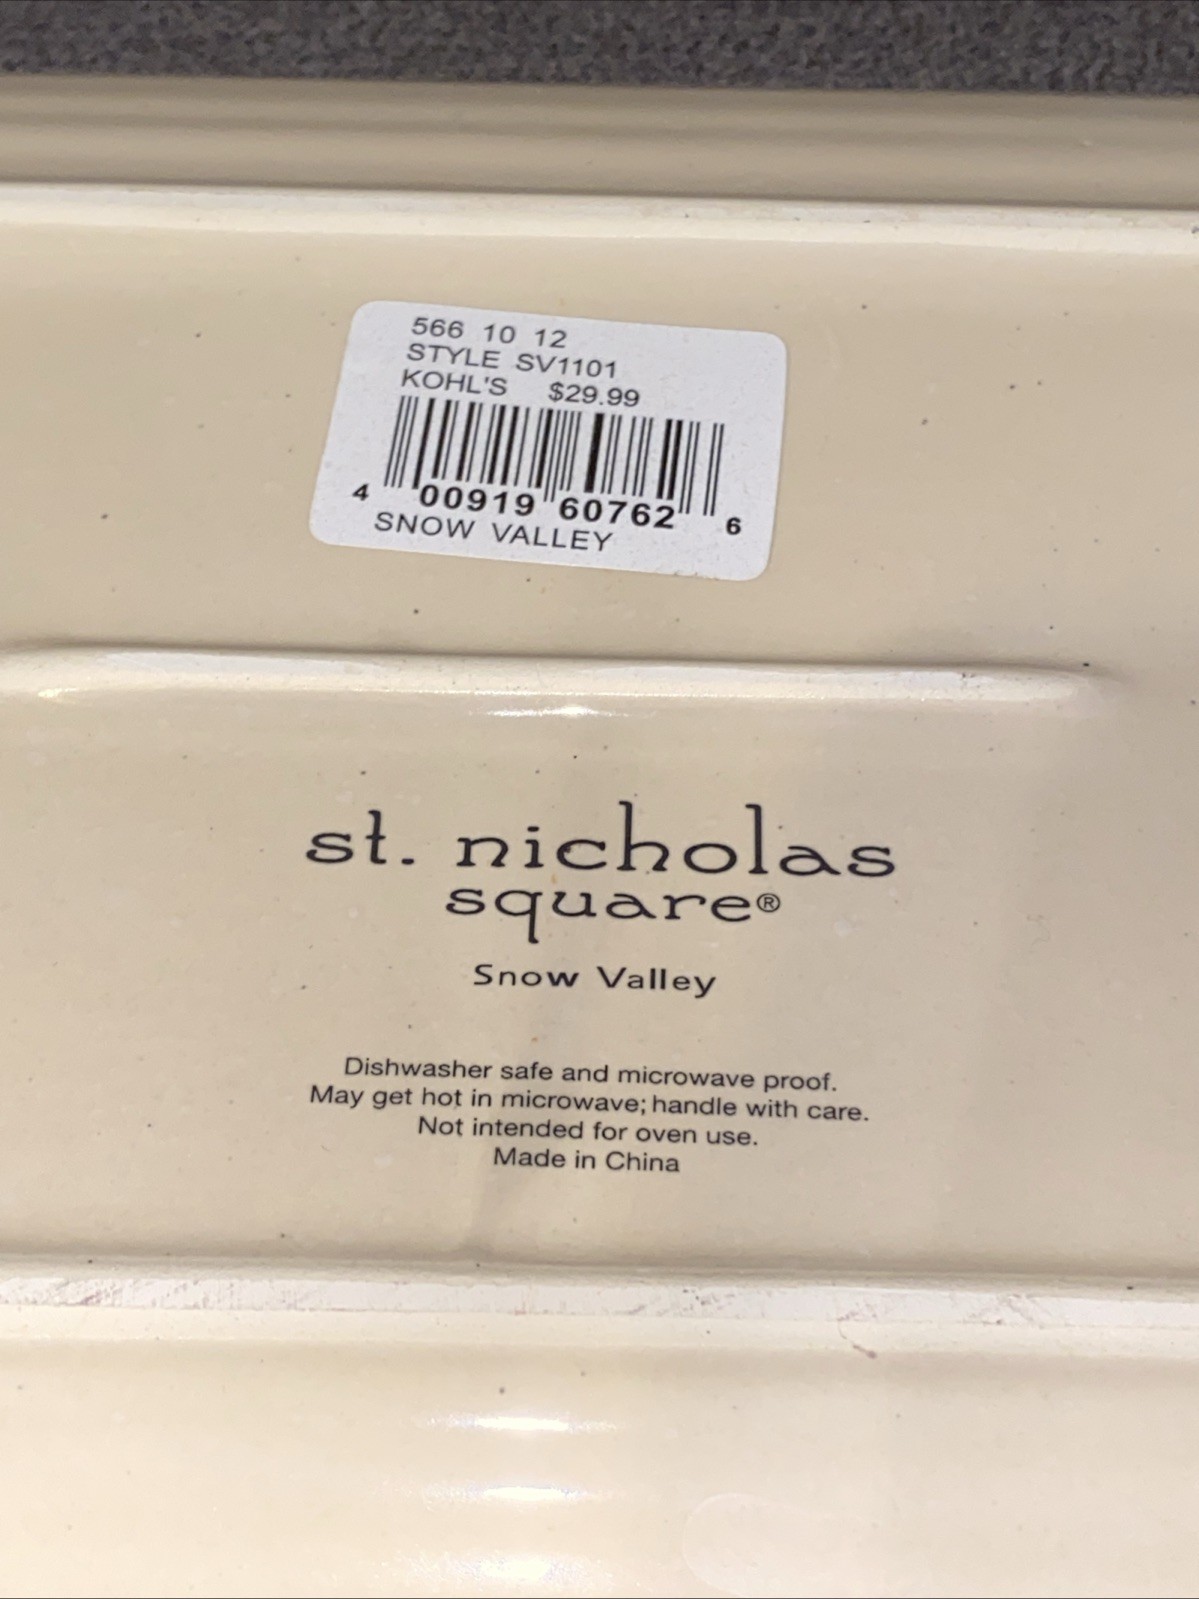 566 10 12
STYLE SV1101
KOHL'S $29.99
4 00919 60762 6
SNOW VALLEY
st. nicholas
square®
Snow Valley
Dishwasher safe and microwave proof.
May get hot in microwave; handle with care.
Not intended for oven use.
Made in China